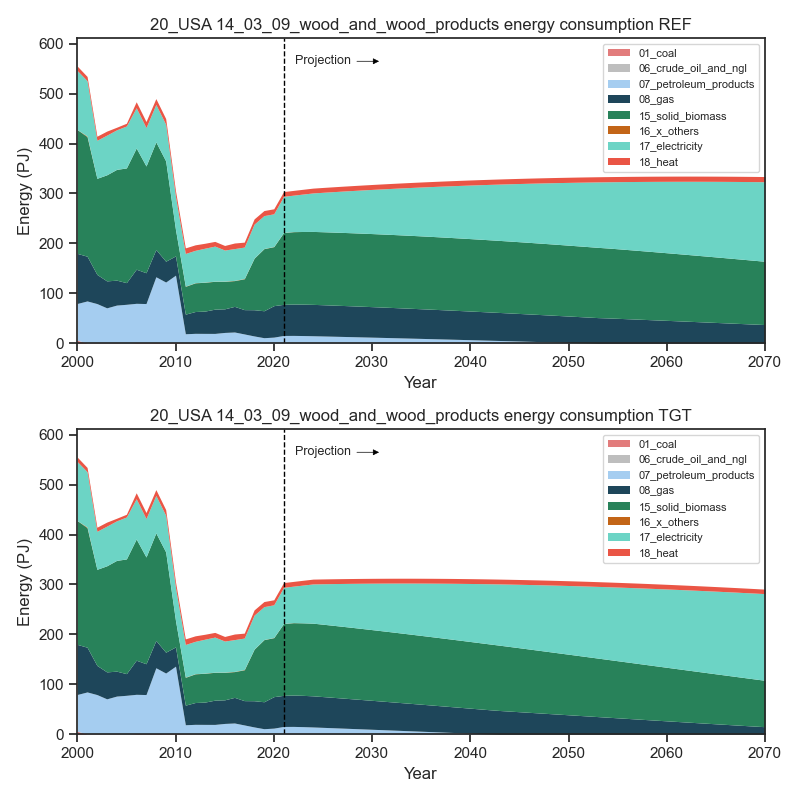 20_USA 14_03_09_wood_and_wood_products energy consumption REF
600
500
400
300
200
100
0
Energy (PJ)
Projection
01_coal
06_crude_oil_and_ngl
07_petroleum_products
08_gas
15_solid_biomass
16_x_others
17_electricity
18_heat
2000 2010 2020 2030 2040 2050 2060 2070
Year
20_USA 14_03_09_wood_and_wood_products energy consumption TGT
600
500
400
300
200
100
0
Energy (PJ)
Projection
01_coal
06_crude_oil_and_ngl
07_petroleum_products
08_gas
15_solid_biomass
16_x_others
17_electricity
18_heat
2000 2010 2020 2030 2040 2050 2060 2070
Year